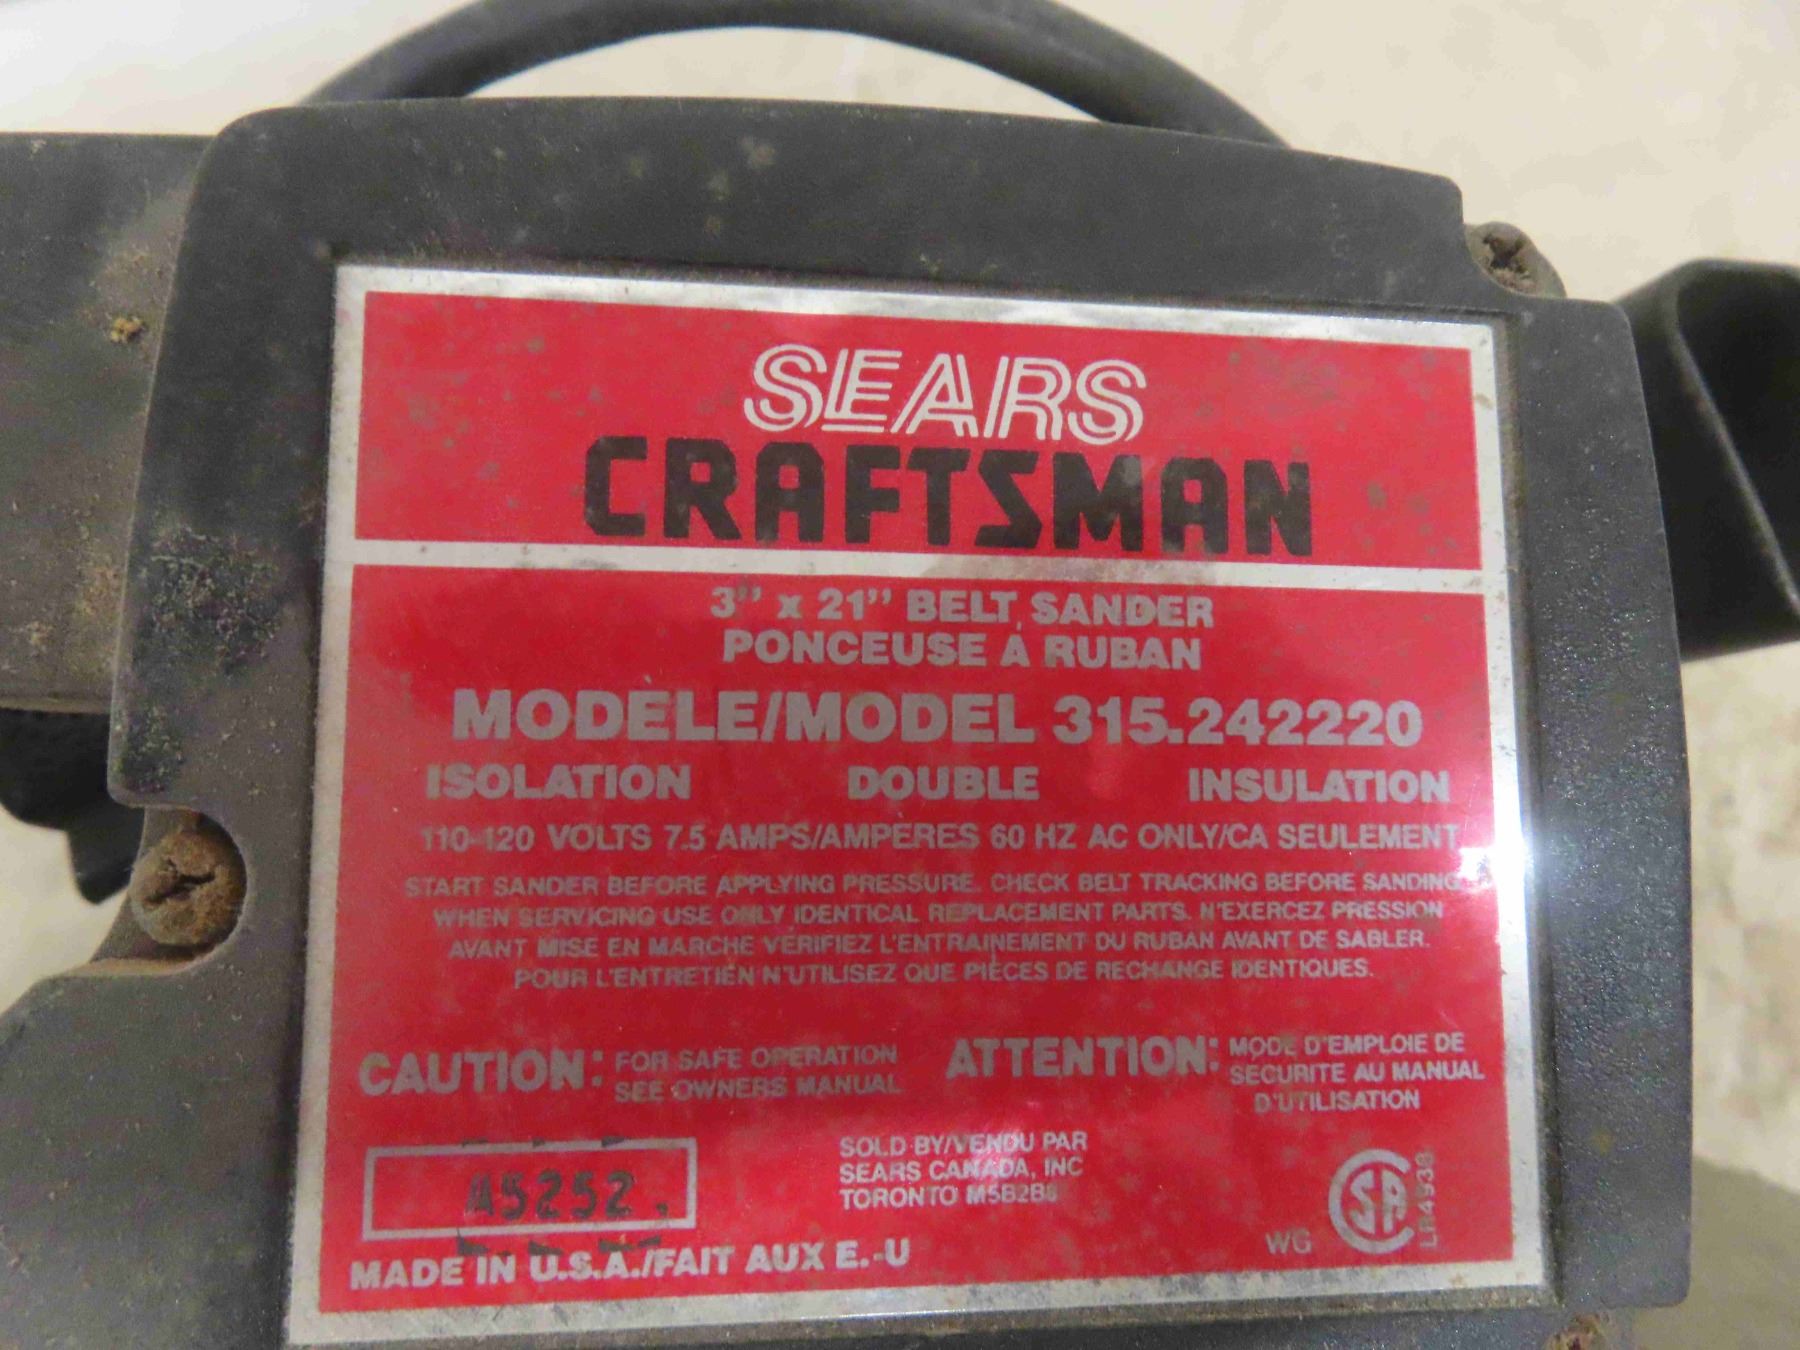 SEARS
CRAFTSMAN
3" x 21" BELT SANDER
PONCEUSE À RUBAN
MODELE/MODEL 315.242220
ISOLATION DOUBLE INSULATION
110-120 VOLTS 7.5 AMPS/AMPERES 60 HZ AC ONLY/CA SEULEMENT
START SANDER BEFORE APPLYING PRESSURE. CHECK BELT TRACKING BEFORE SANDING
WHEN SERVICING USE ONLY IDENTICAL REPLACEMENT PARTS. N'EXERCEZ PRESSION
AVANT MISE EN MARCHE VERIFIEZ L'ENTRAINEMENT DU RUBAN AVANT DE SABLER.
POUR L'ENTRETIEN N'UTILISEZ QUE PIÈCES DE RECHANGE IDENTIQUES.
CAUTION: FOR SAFE OPERATION
SEE OWNERS MANUAL
ATTENTION: MODE D'EMPLOIE DE
SECURITE AU MANUAL
D'UTILISATION
A5252
SOLD BY/VENDU PAR
SEARS CANADA, INC
TORONTO
MADE IN U.S.A./FAIT AUX E.-U
WG
CSA
LR4938